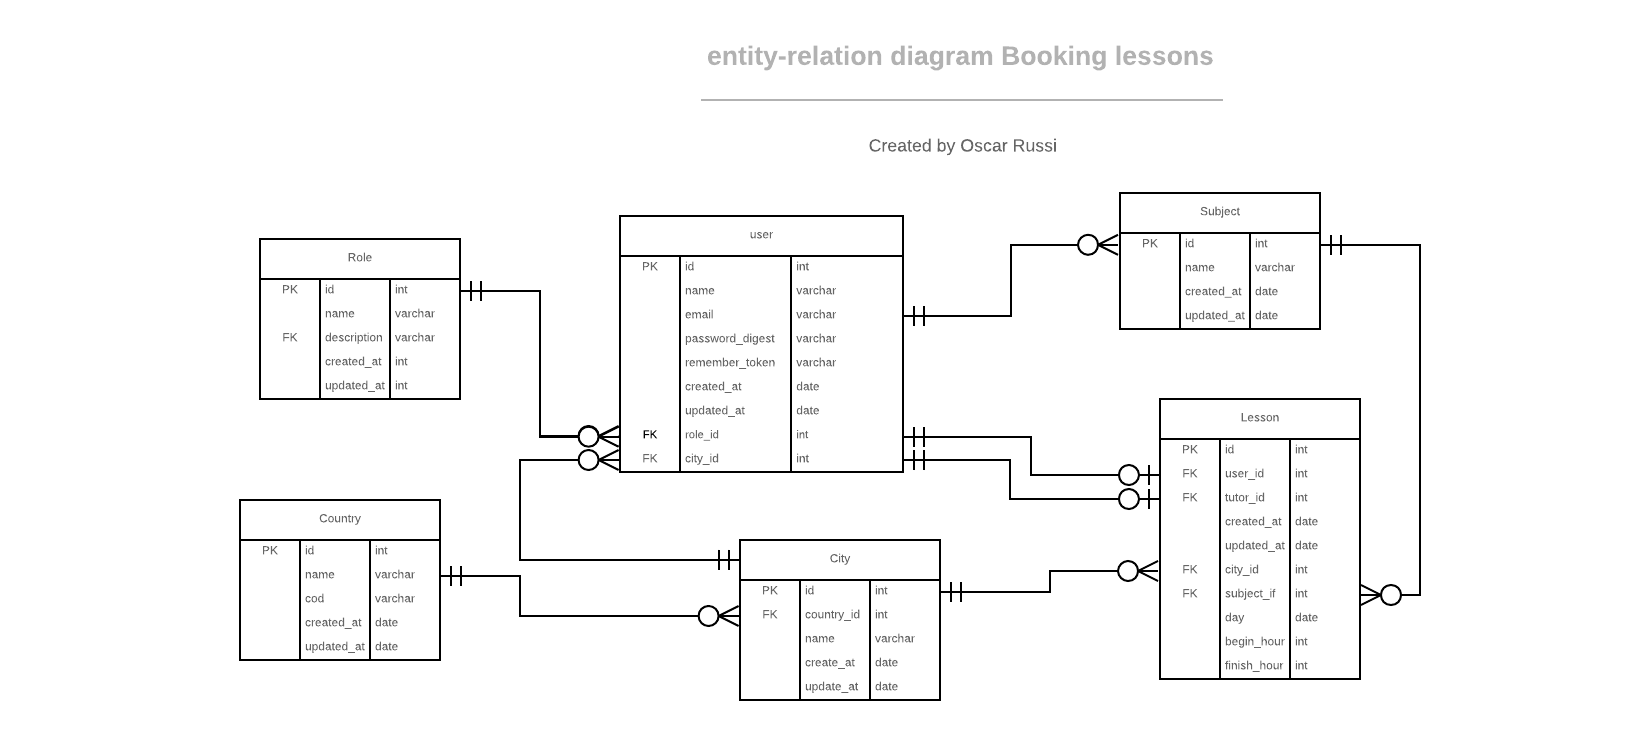 entity-relation diagram Booking lessons
Created by Oscar Russi
Role
PK id int
name varchar
FK description varchar
created_at int
updated_at int
user
PK id int
name varchar
email varchar
password_digest varchar
remember_token varchar
created_at date
updated_at date
FK role_id int
FK city_id int
Subject
PK id int
name varchar
created_at date
updated_at date
Lesson
PK id int
FK user_id int
FK tutor_id int
created_at date
updated_at date
FK city_id int
FK subject_if int
day date
begin_hour int
finish_hour int
Country
PK id int
name varchar
cod varchar
created_at date
updated_at date
City
PK id int
FK country_id int
name varchar
create_at date
update_at date